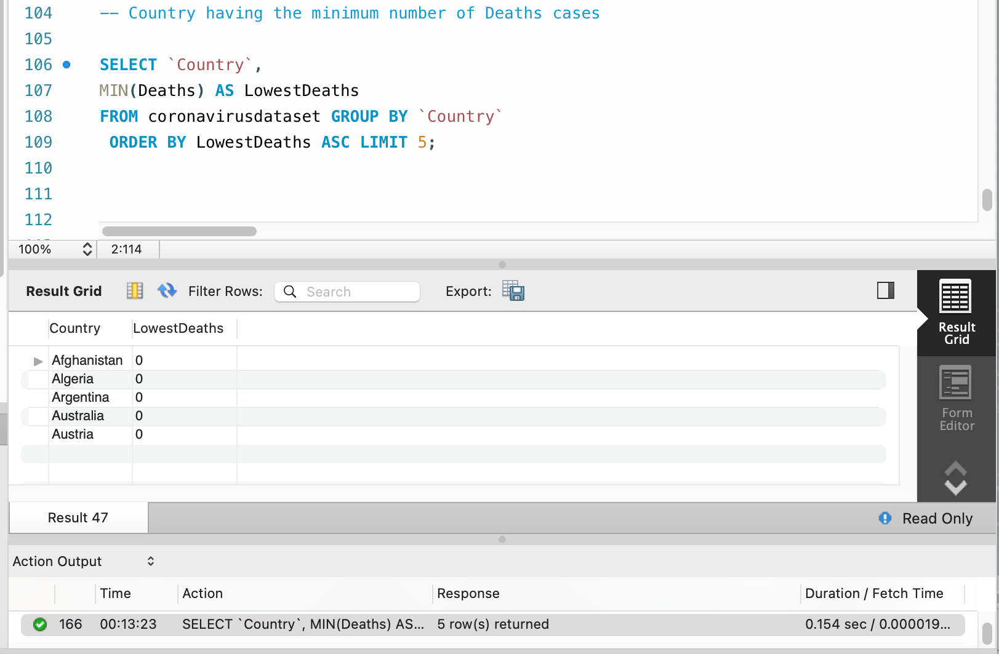 104 -- Country having the minimum number of Deaths cases
105
106 SELECT `Country`,
107 MIN(Deaths) AS LowestDeaths
108 FROM coronavirusdataset GROUP BY `Country`
109 ORDER BY LowestDeaths ASC LIMIT 5;
110
111
112
100% 2:114
Result Grid Filter Rows: Search Export:
Result Grid
Form Editor
Country LowestDeaths
Afghanistan 0
Algeria 0
Argentina 0
Australia 0
Austria 0
Result 47 Read Only
Action Output
Time Action Response Duration / Fetch Time
166 00:13:23 SELECT `Country`, MIN(Deaths) AS... 5 row(s) returned 0.154 sec / 0.000019...